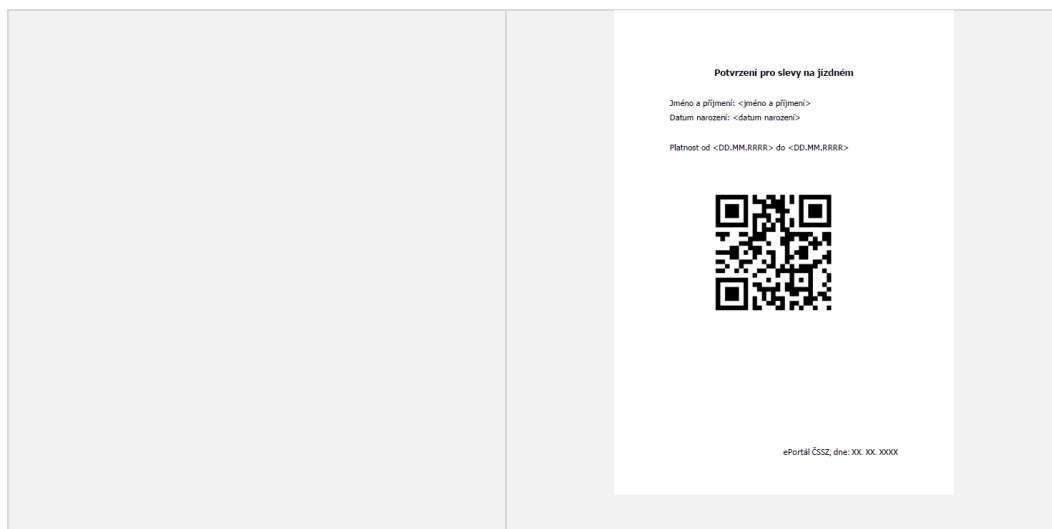 Potvrzení pro slevy na jízdném
Jméno a příjmení: <jméno a příjmení>
Datum narození: <datum narození>
Platnost od <DD.MM.RRRR> do <DD.MM.RRRR>
ePortál ČSSZ, dne: XX. XX. XXXX